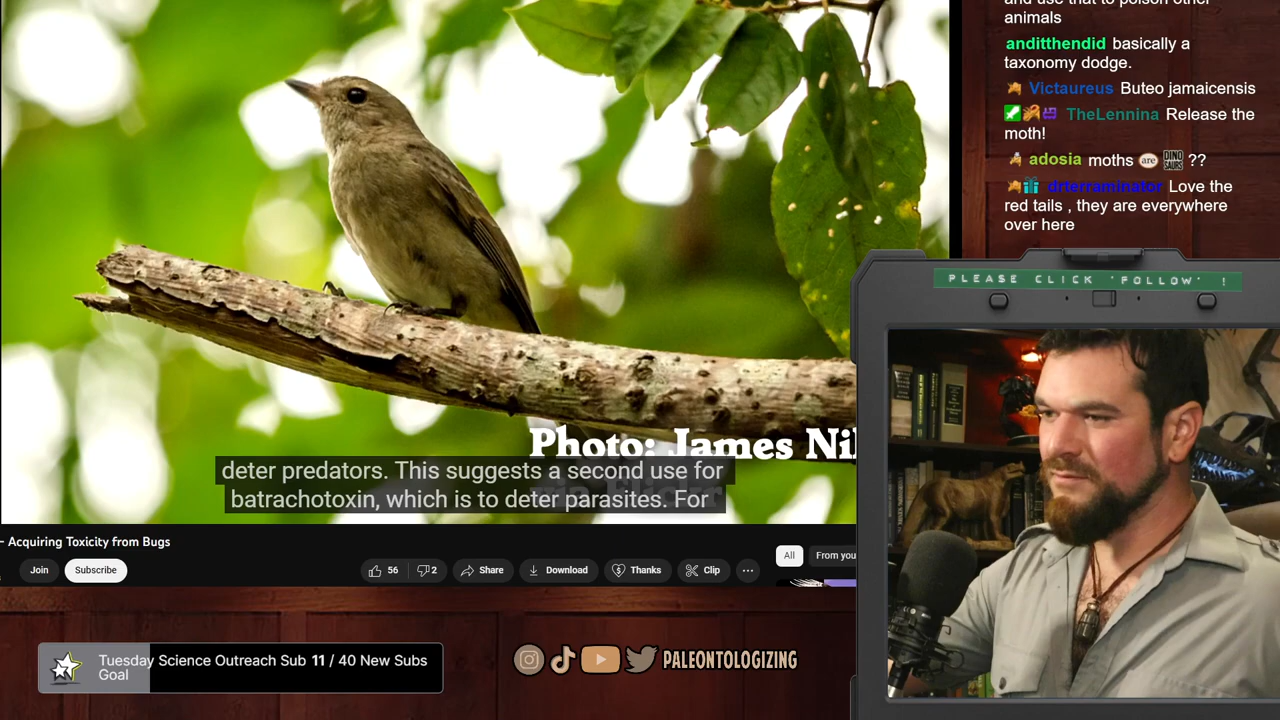 and use that to poison other
animals
anditthendid basically a
taxonomy dodge.
Victaureus Buteo jamaicensis
TheLennina Release the
moth!
adosia moths are DINO SAURS ??
drterraminator Love the
red tails , they are everywhere
over here
PLEASE CLICK "FOLLOW" !
Photo: James
deter predators. This suggests a second use for
batrachotoxin, which is to deter parasites. For
- Acquiring Toxicity from Bugs
Join
Subscribe
56
2
Share
Download
Thanks
Clip
...
All
From you
Tuesday Science Outreach Sub 11 / 40 New Subs
Goal
PALEONTOLOGIZING